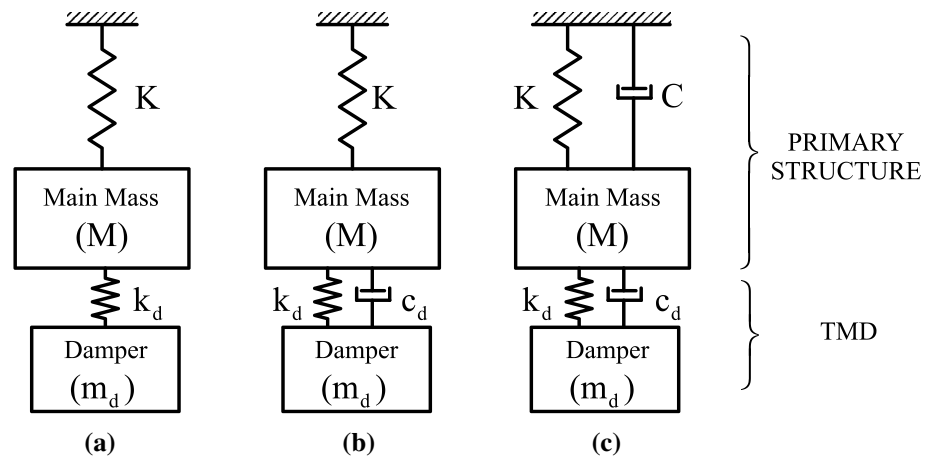 K
Main Mass
(M)
k_d
Damper
(m_d)
(a)
K
Main Mass
(M)
k_d c_d
Damper
(m_d)
(b)
K C
Main Mass
(M)
k_d c_d
Damper
(m_d)
(c)
PRIMARY
STRUCTURE
TMD